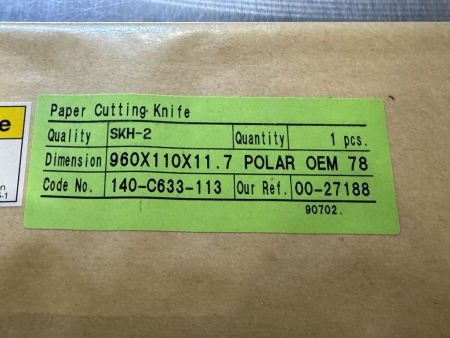 Paper Cutting Knife
Quality SKH-2 Quantity 1 pcs.
Dimension 960X110X11.7 POLAR OEM 78
Code No. 140-C633-113 Our Ref. 00-27188
90702.